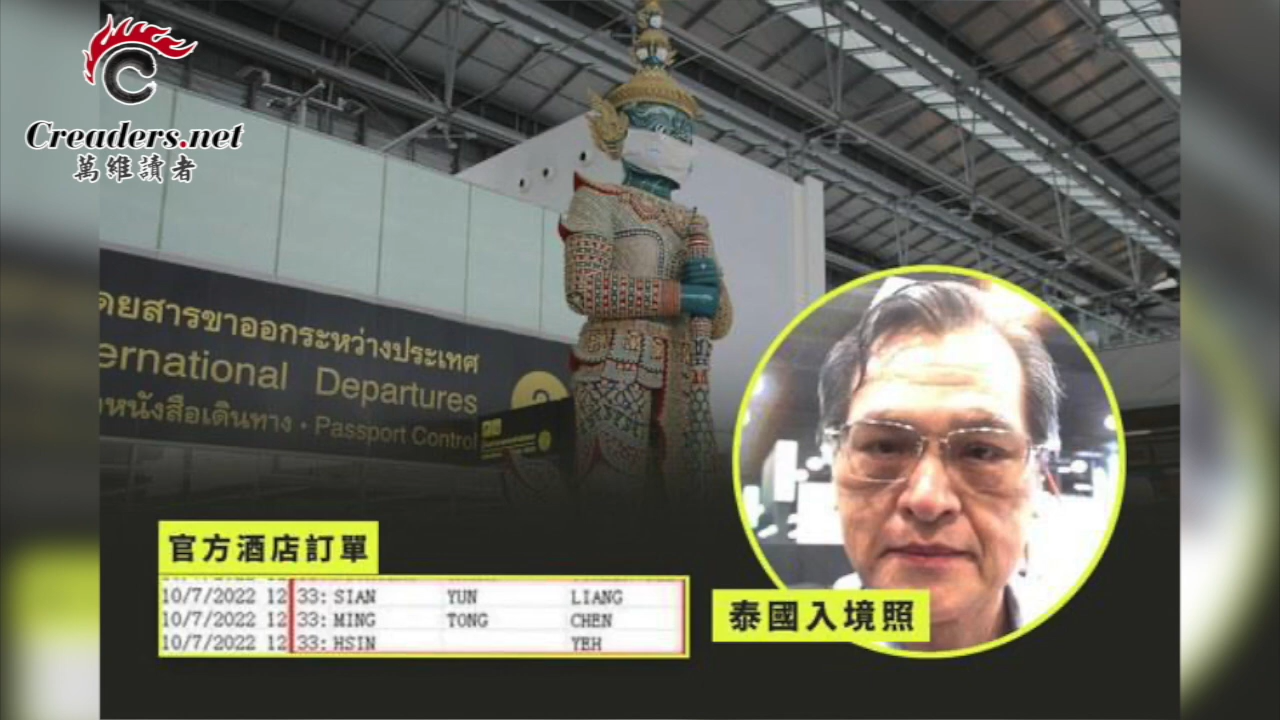 Creaders.net
萬維讀者
ดยสารขาออกระหว่างประเทศ
ernational Departures
หนังสือเดินทาง • Passport Control
官方酒店訂單
10/7/2022 12 33: SIAN YUN LIANG
10/7/2022 12 33: MING TONG CHEN
10/7/2022 12 33: HSIN YEH
泰國入境照